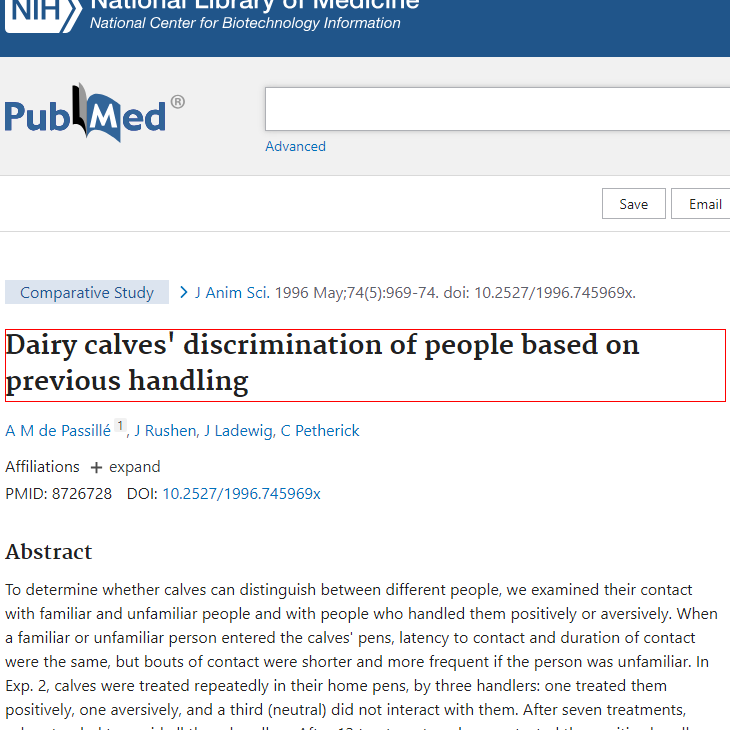 NIH National Library of Medicine
National Center for Biotechnology Information
PubMed®
Advanced
Save Email
Comparative Study > J Anim Sci. 1996 May;74(5):969-74. doi: 10.2527/1996.745969x.
Dairy calves' discrimination of people based on
previous handling
A M de Passillé 1, J Rushen, J Ladewig, C Petherick
Affiliations + expand
PMID: 8726728 DOI: 10.2527/1996.745969x
Abstract
To determine whether calves can distinguish between different people, we examined their contact
with familiar and unfamiliar people and with people who handled them positively or aversively. When
a familiar or unfamiliar person entered the calves' pens, latency to contact and duration of contact
were the same, but bouts of contact were shorter and more frequent if the person was unfamiliar. In
Exp. 2, calves were treated repeatedly in their home pens, by three handlers: one treated them
positively, one aversively, and a third (neutral) did not interact with them. After seven treatments,